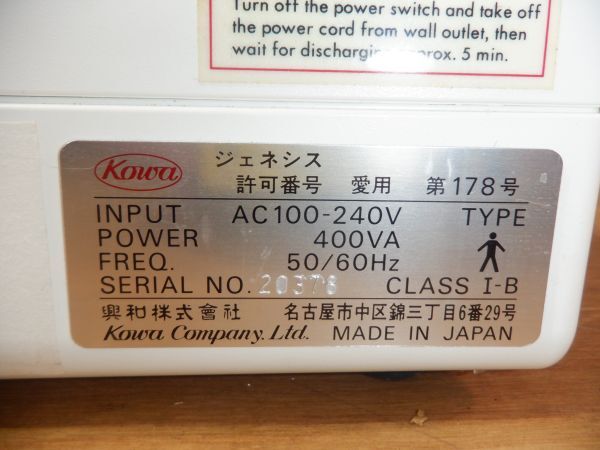 Turn off the power switch and take off
the power cord from wall outlet, then
wait for discharging approx. 5 min.
Kowa ジェネシス
許可番号 愛用 第178号
INPUT AC100-240V TYPE
POWER 400VA
FREQ. 50/60Hz
SERIAL NO. 20378 CLASS I-B
興和株式會社 名古屋市中区錦三丁目6番29号
Kowa Company. Ltd. MADE IN JAPAN